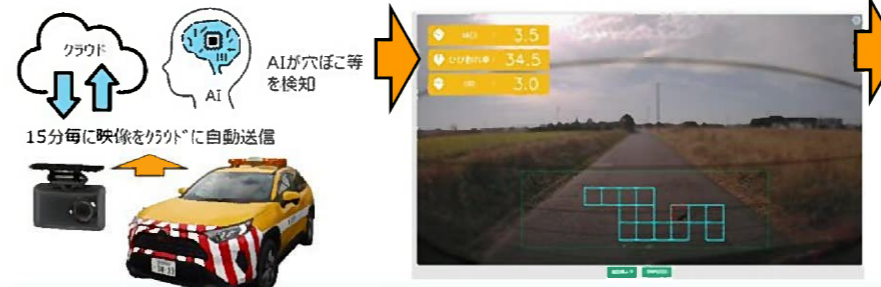 クラウド
AI
AIが穴ぼこ等
を検知
15分毎に映像をクラウドに自動送信
MCI 3.5
ひび割れ率 34.5
IRI 3.0